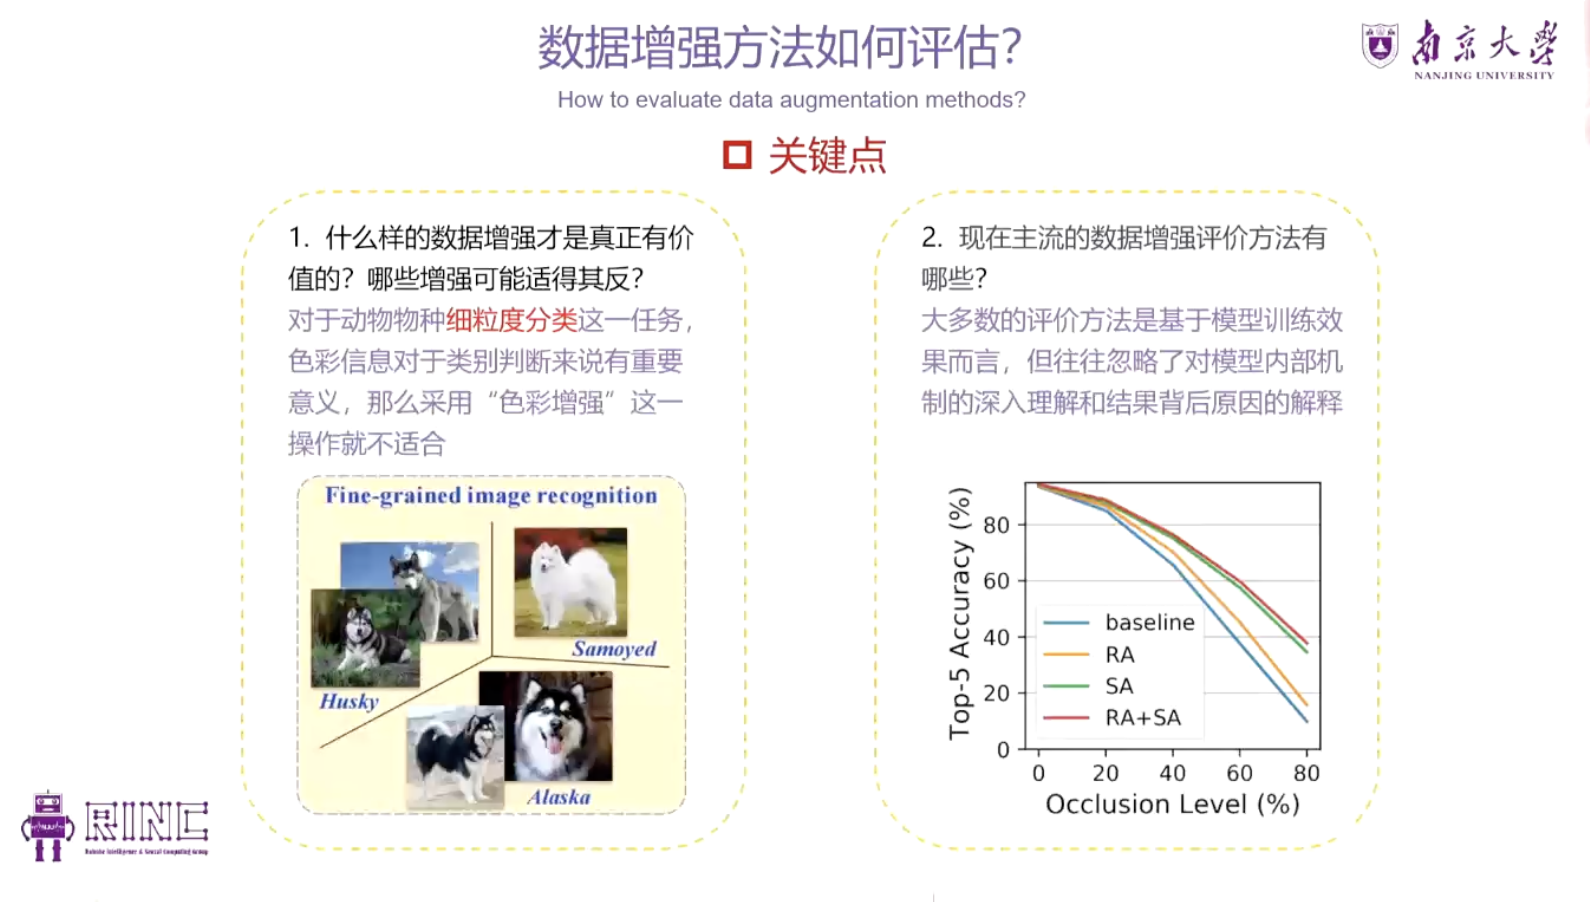 数据增强方法如何评估？
南京大学
NANJING UNIVERSITY
How to evaluate data augmentation methods?
关键点
1. 什么样的数据增强才是真正有价
值的？哪些增强可能适得其反？
对于动物物种细粒度分类这一任务，
色彩信息对于类别判断来说有重要
意义，那么采用“色彩增强”这一
操作就不适合
Fine-grained image recognition
Samoyed
Husky
Alaska
2. 现在主流的数据增强评价方法有
哪些？
大多数的评价方法是基于模型训练效
果而言，但往往忽略了对模型内部机
制的深入理解和结果背后原因的解释
Top-5 Accuracy (%)
80
60
40
20
0
baseline
RA
SA
RA+SA
0 20 40 60 80
Occlusion Level (%)
RINC